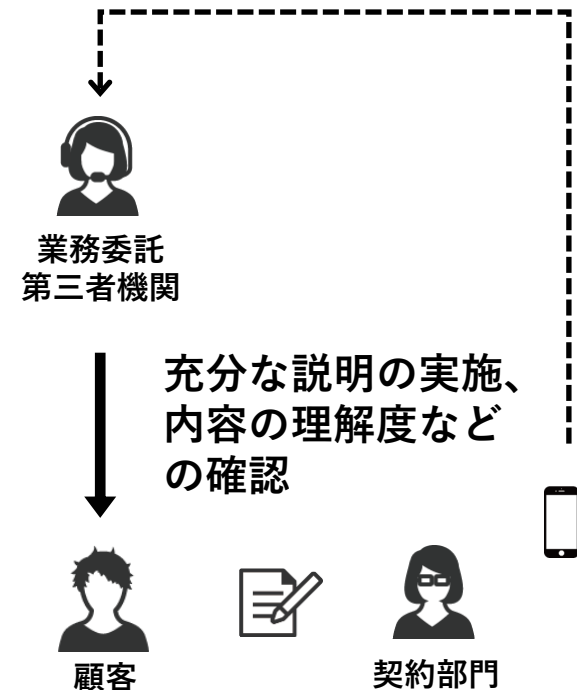 業務委託
第三者機関
充分な説明の実施、
内容の理解度など
の確認
顧客
契約部門